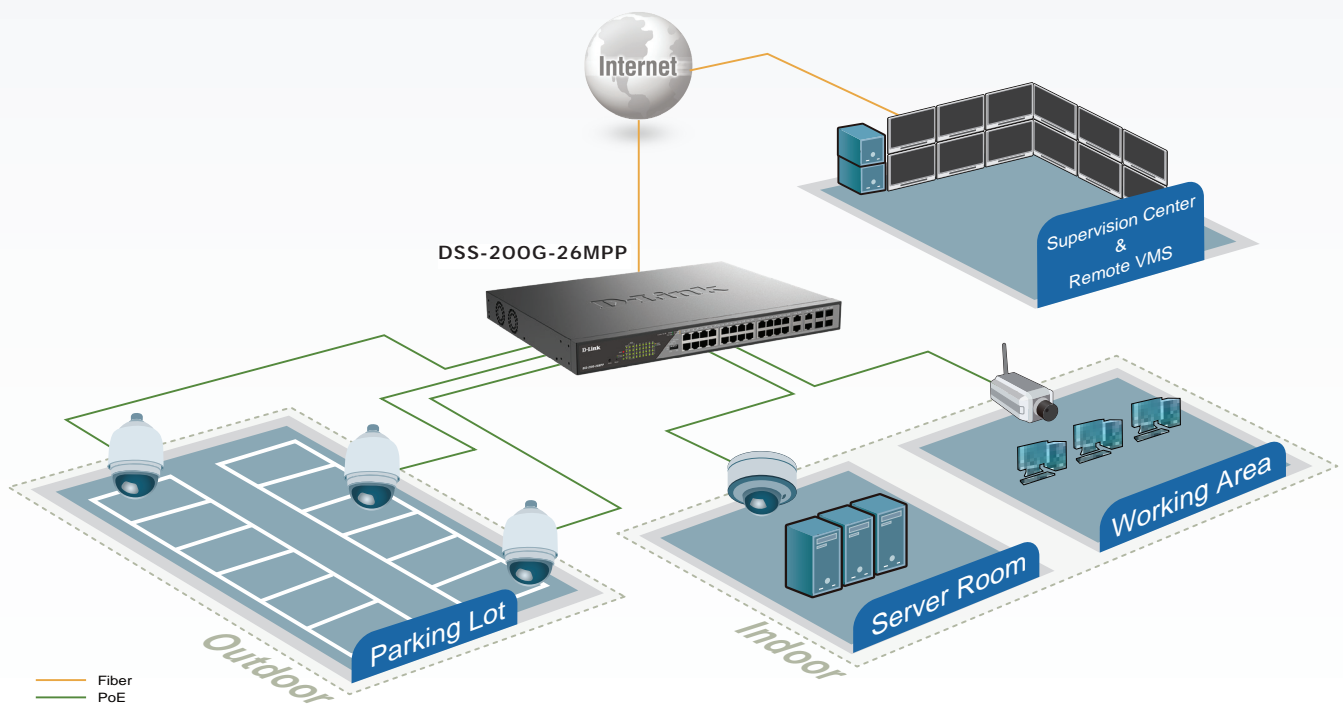 Internet
DSS-200G-26MPP
Supervision Center
&
Remote VMS
D-Link
D-Link
Working Area
Server Room
Parking Lot
Indoor
Outdoor
Fiber
PoE